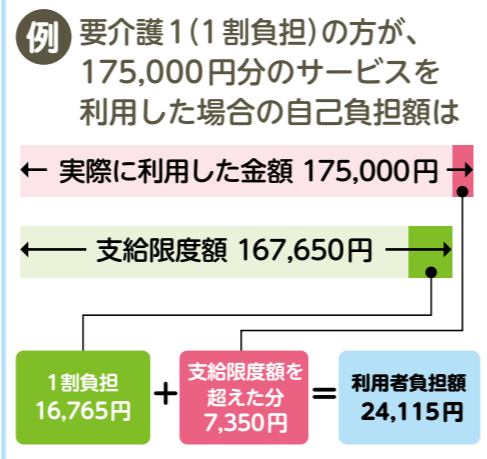 例 要介護1(1割負担)の方が、
175,000円分のサービスを
利用した場合の自己負担額は
実際に利用した金額 175,000円
支給限度額 167,650円
1割負担
16,765円
+
支給限度額を
超えた分
7,350円
=
利用者負担額
24,115円